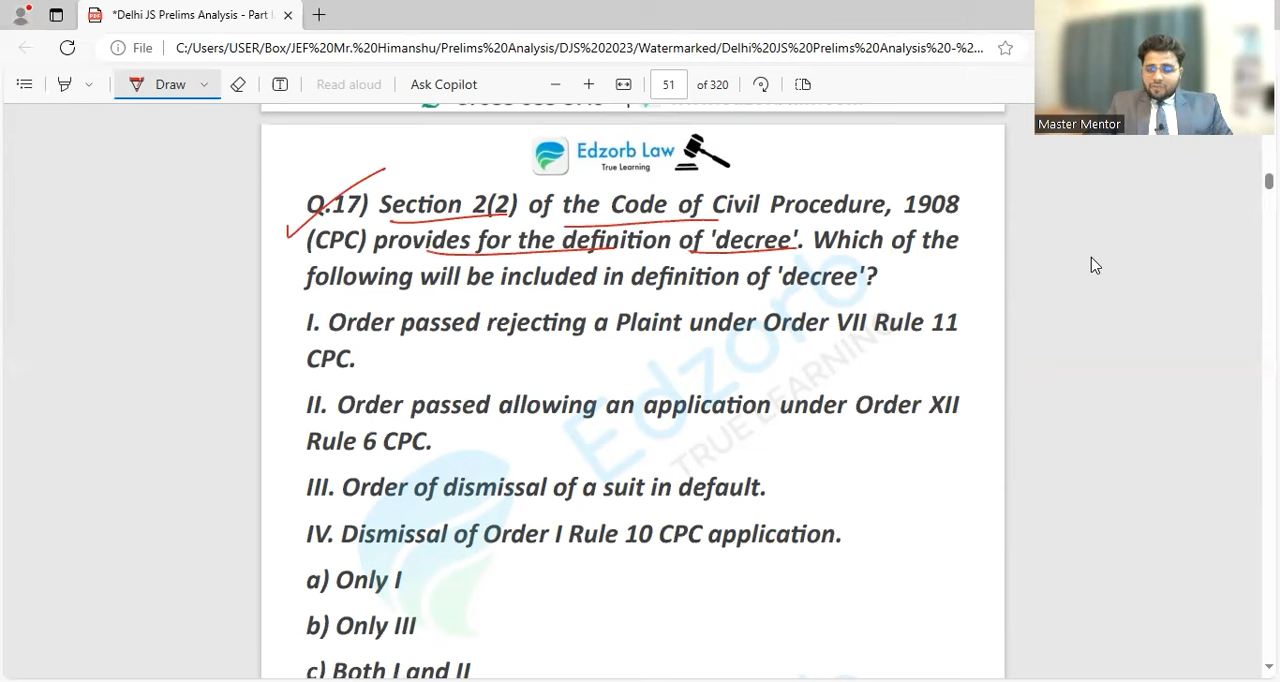 *Delhi JS Prelims Analysis - Part I
File
C:/Users/USER/Box/JEF%20Mr.%20Himanshu/Prelims%20Analysis/DJS%202023/Watermarked/Delhi%20JS%20Prelims%20Analysis%20-%2...
Draw
Read aloud
Ask Copilot
51 of 320
Master Mentor
Edzorb Law
True Learning
Q.17) Section 2(2) of the Code of Civil Procedure, 1908
(CPC) provides for the definition of 'decree'. Which of the
following will be included in definition of 'decree'?
I. Order passed rejecting a Plaint under Order VII Rule 11
CPC.
II. Order passed allowing an application under Order XII
Rule 6 CPC.
III. Order of dismissal of a suit in default.
IV. Dismissal of Order I Rule 10 CPC application.
a) Only I
b) Only III
c) Both I and II
Edzorb
TRUE LEARNING